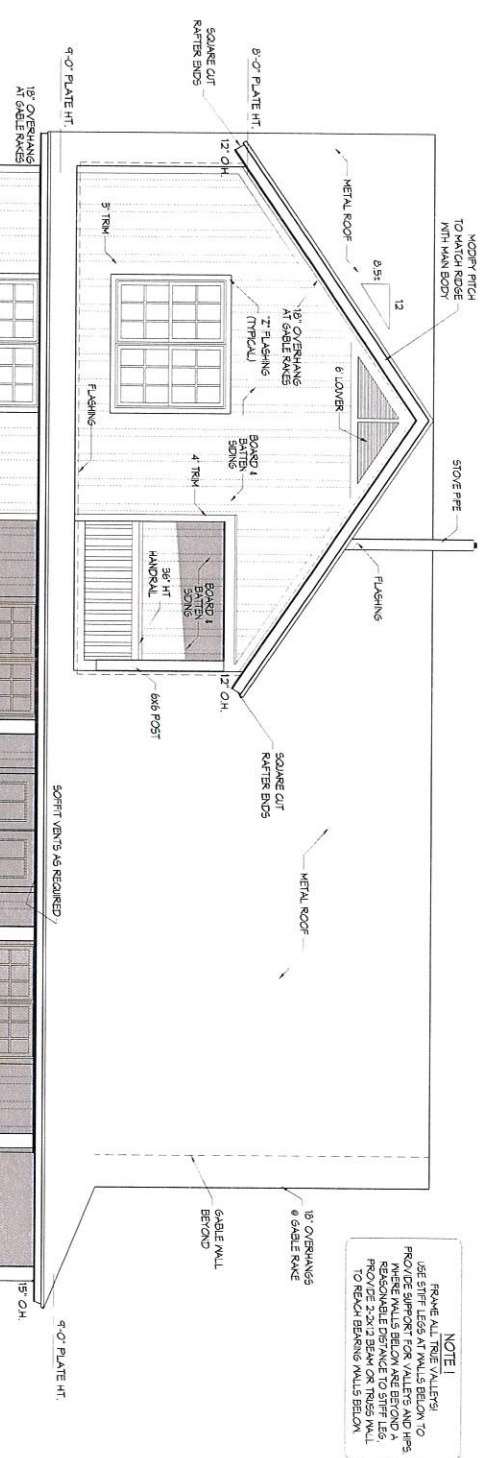 MODIFY PITCH
TO MATCH RIDGE
WITH MAIN BODY
STOVE PIPE
12
8.5±
METAL ROOF
8'-0" PLATE HT.
SQUARE CUT
RAFTER ENDS
12" O.H.
18" OVERHANG
AT GABLE RAKES
6' LOUVER
FLASHING
"Z" FLASHING
(TYPICAL)
5" TRIM
BOARD &
BATTEN
SIDING
4" TRIM
BOARD &
BATTEN
SIDING
36" HT
HANDRAIL
12" O.H.
6x6 POST
SQUARE CUT
RAFTER ENDS
FLASHING
METAL ROOF
9'-0" PLATE HT.
18" OVERHANG
AT GABLE RAKES
SOFFIT VENTS AS REQUIRED
GABLE WALL
BEYOND
18" OVERHANGS
@ GABLE RAKE
15" O.H.
9'-0" PLATE HT.
NOTE !
FRAME ALL TRUE VALLEYS!
USE STIFF LEGS AT WALLS BELOW TO
PROVIDE SUPPORT FOR VALLEYS AND HIPS.
WHERE WALLS BELOW ARE BEYOND A
REASONABLE DISTANCE TO STIFF LEG,
PROVIDE 2-2x12 BEAM OR TRUSS WALL
TO REACH BEARING WALLS BELOW.